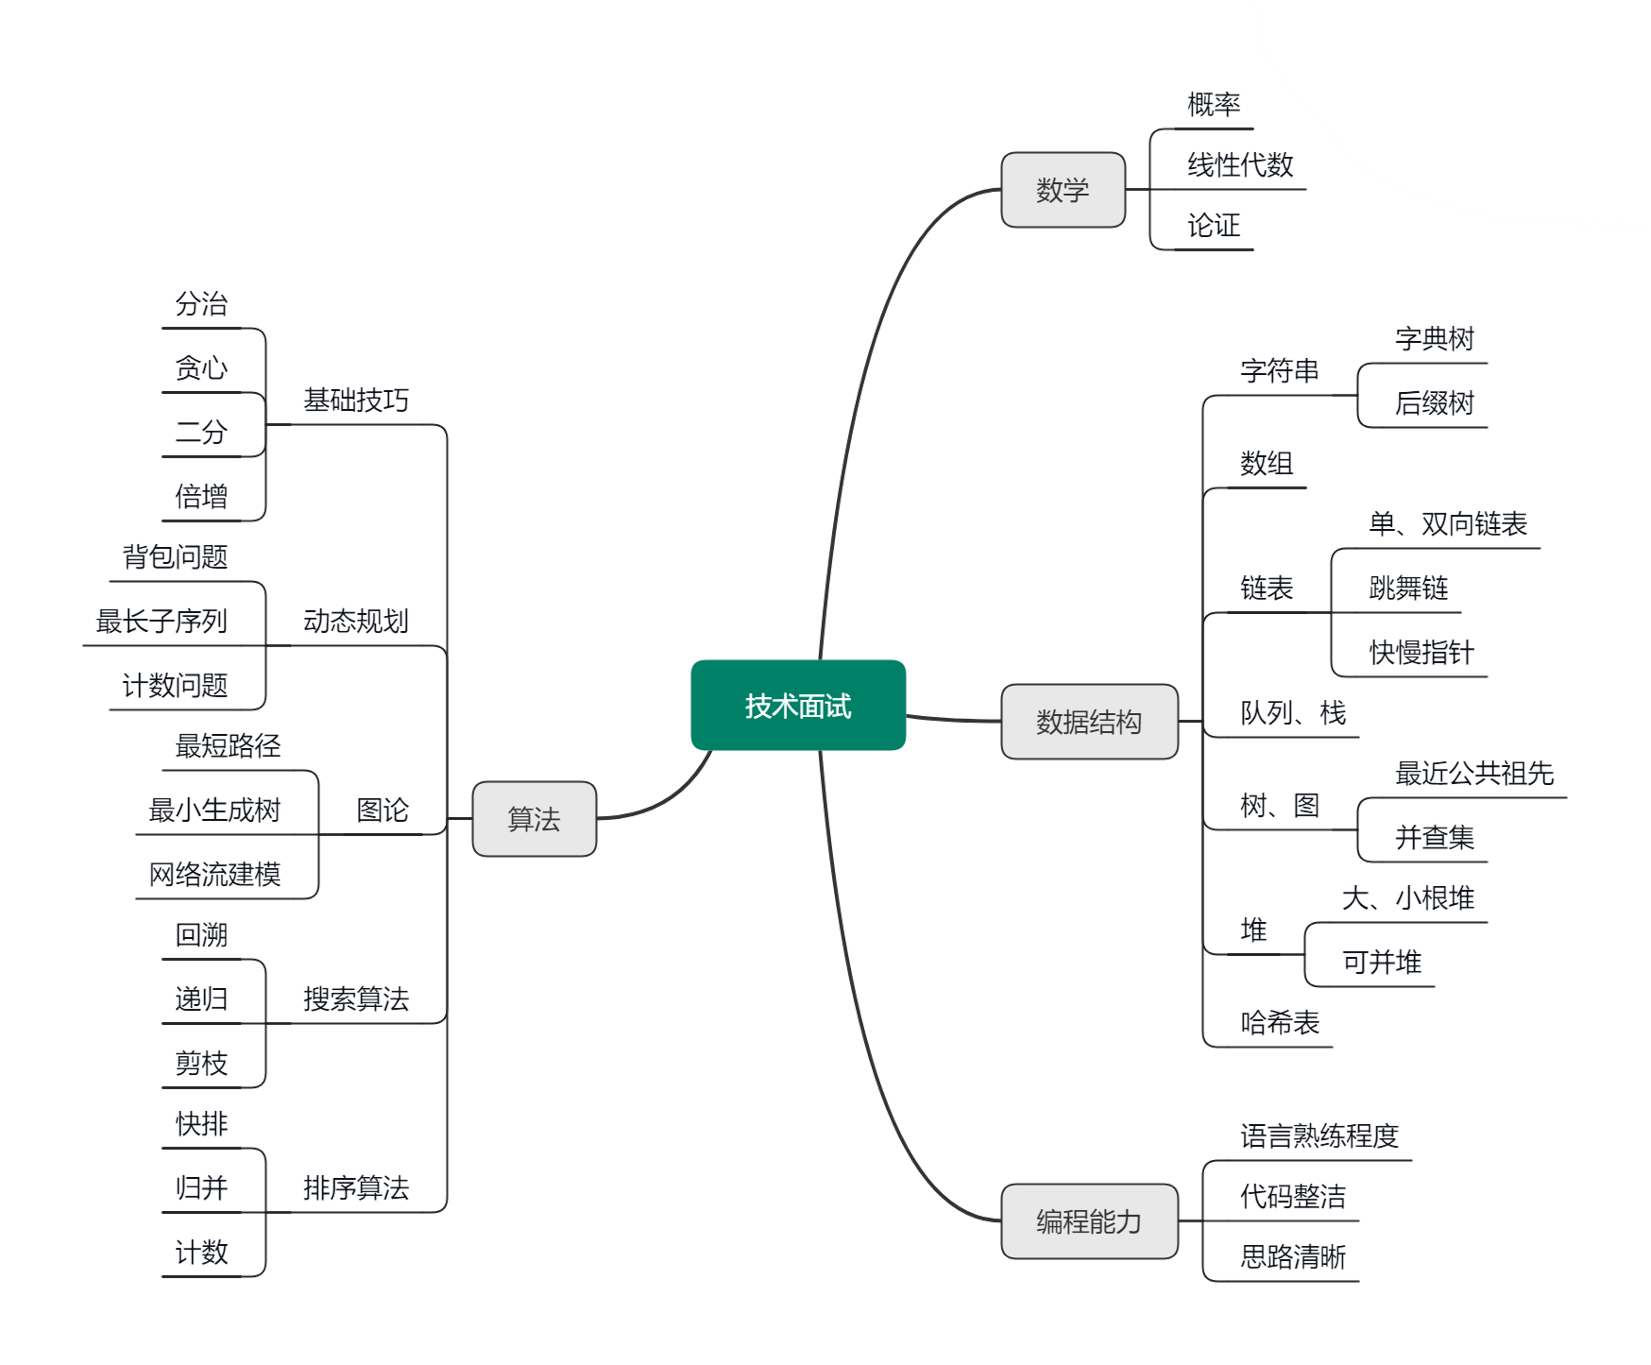 技术面试
数学
概率
线性代数
论证
数据结构
字符串
字典树
后缀树
数组
链表
单、双向链表
跳舞链
快慢指针
队列、栈
树、图
最近公共祖先
并查集
堆
大、小根堆
可并堆
哈希表
编程能力
语言熟练程度
代码整洁
思路清晰
算法
基础技巧
分治
贪心
二分
倍增
动态规划
背包问题
最长子序列
计数问题
图论
最短路径
最小生成树
网络流建模
搜索算法
回溯
递归
剪枝
排序算法
快排
归并
计数